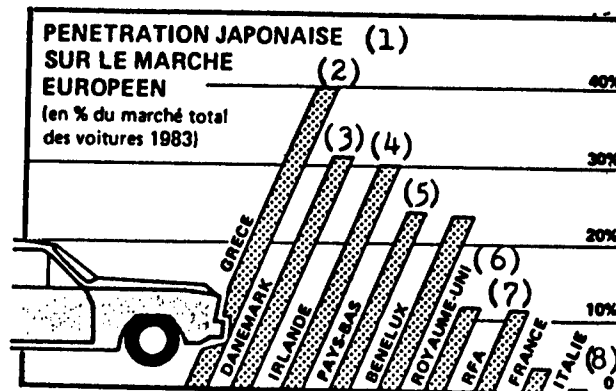 PENETRATION JAPONAISE (1)
SUR LE MARCHE
EUROPEEN
(en % du marché total
des voitures 1983)
(2)
40%
(3) (4)
30%
(5)
20%
(6)
(7)
10%
(8)
GRECE
DANEMARK
IRLANDE
PAYS-BAS
BENELUX
ROYAUME-UNI
RFA
FRANCE
ITALIE